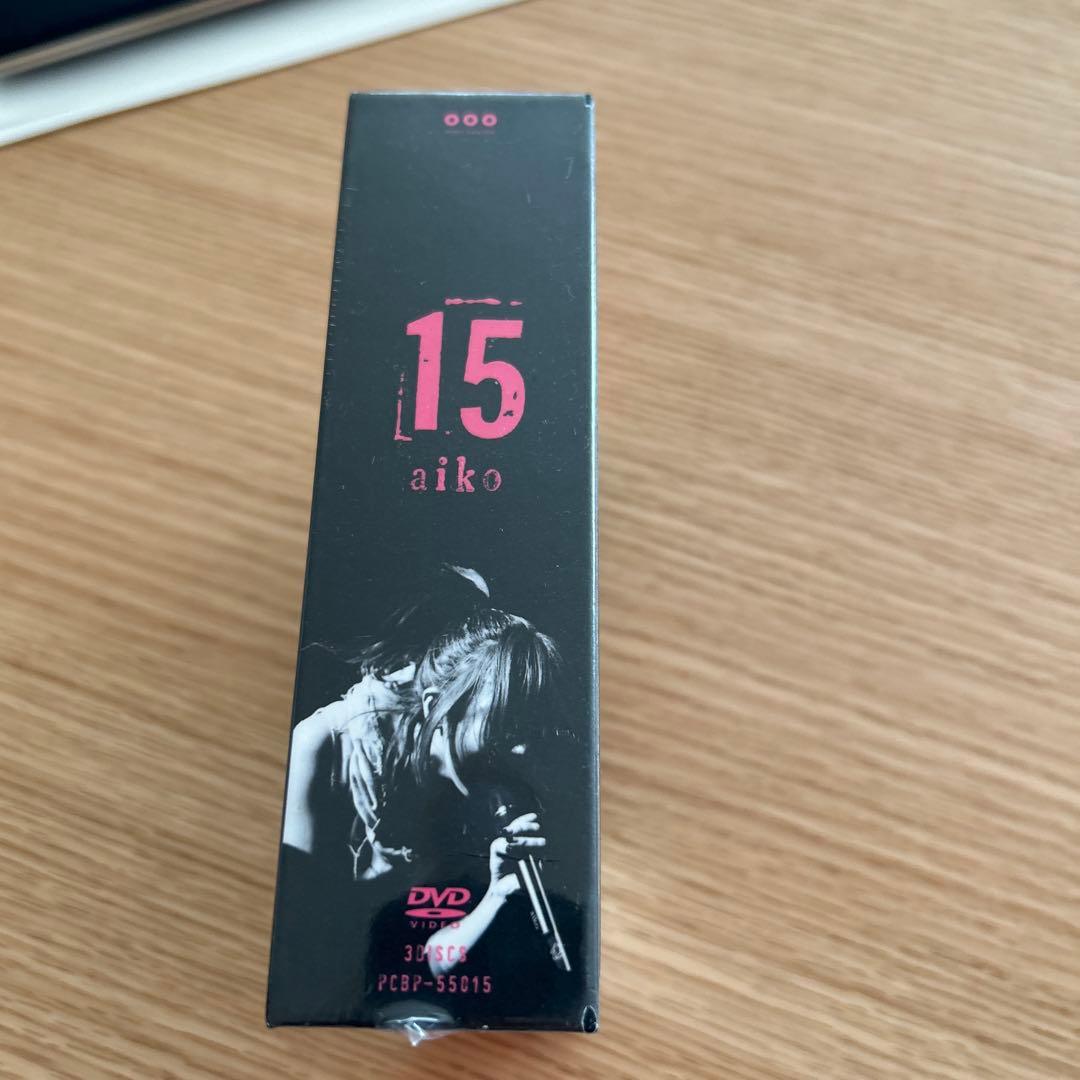 15
aiko
DVD
VIDEO
3DISCS
PCBP-55015